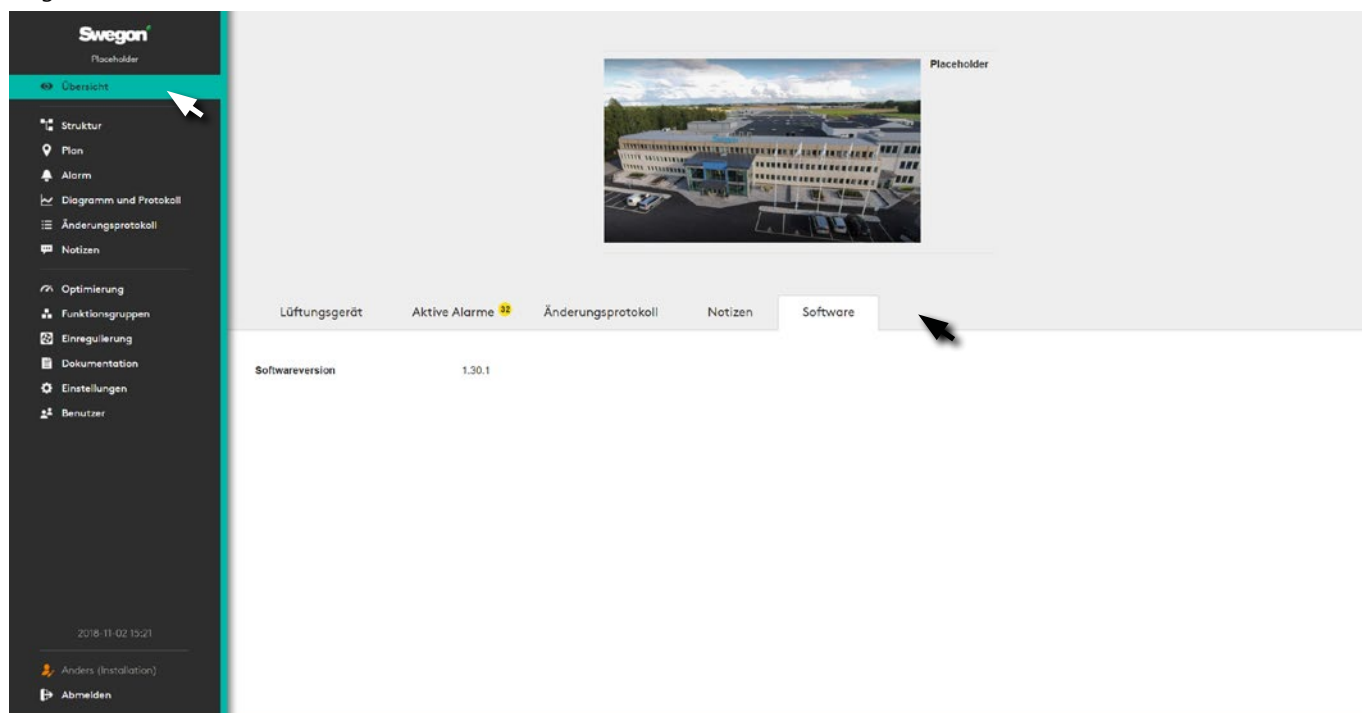 Swegon
Placeholder
Übersicht
Struktur
Plan
Alarm
Diagramm und Protokoll
Änderungsprotokoll
Notizen
Optimierung
Funktionsgruppen
Einregulierung
Dokumentation
Einstellungen
Benutzer
2018-11-02 15:21
Anders (Installation)
Abmelden
Placeholder
Lüftungsgerät Aktive Alarme 32 Änderungsprotokoll Notizen Software
Softwareversion 1.30.1